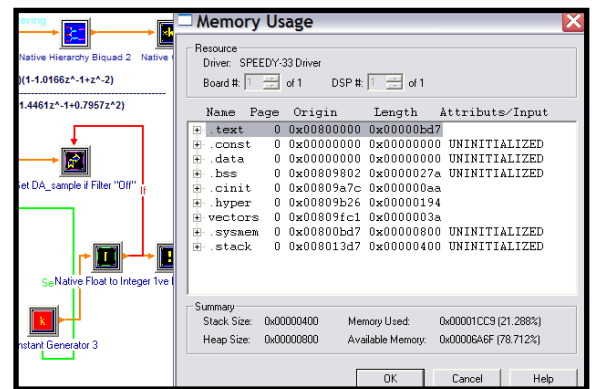 ering
Native Hierarchy Biquad 2 Native
)(1-1.0166z^-1+z^-2)
1.4461z^-1+0.7957z^2)
Set DA_sample if Filter "Off" If
Se
Native Float to Integer 1ve
k
nstant Generator 3
Memory Usage
Resource
Driver: SPEEDY-33 Driver
Board #: 1 of 1 DSP #: 1 of 1
Name Page Origin Length Attributs/Input
.text 0 0x00800000 0x00000bd7
.const 0 0x00000000 0x00000000 UNINITIALIZED
.data 0 0x00000000 0x00000000 UNINITIALIZED
.bss 0 0x00809802 0x0000027a UNINITIALIZED
.cinit 0 0x00809a7c 0x000000aa
.hyper 0 0x00809b26 0x00000194
vectors 0 0x00809fc1 0x0000003a
.sysmem 0 0x00800bd7 0x00000800 UNINITIALIZED
.stack 0 0x008013d7 0x00000400 UNINITIALIZED
Summary
Stack Size: 0x00000400 Memory Used: 0x00001CC9 (21.288%)
Heap Size: 0x00000800 Available Memory: 0x00006A6F (78.712%)
OK Cancel Help